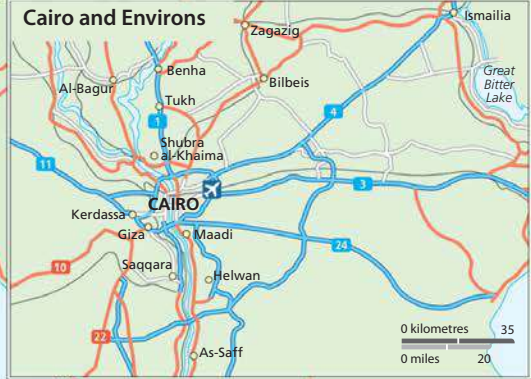 Cairo and Environs
Ismailia
Zagazig
Great
Bitter
Lake
Benha
Al-Bagur
Bilbeis
Tukh
4
1
Shubra
al-Khaima
11
3
CAIRO
Kerdassa
Giza
Maadi
24
10
Saqqara
Helwan
22
0 kilometres 35
0 miles 20
As-Saff